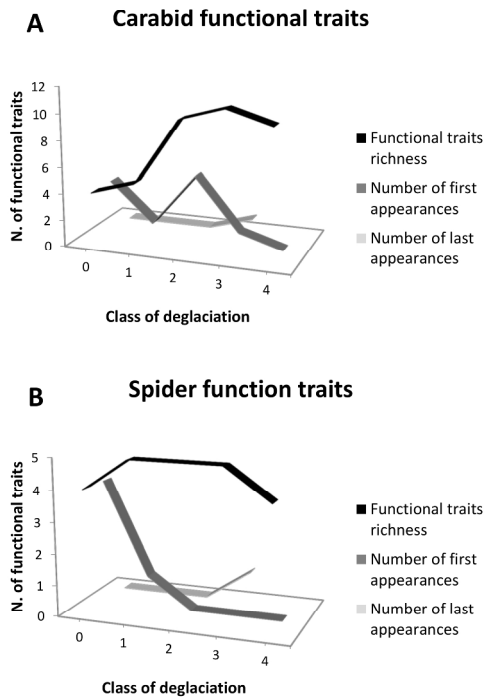 A
Carabid functional traits
N. of functional traits
12
10
8
6
4
2
0
0
1
2
3
4
Class of deglaciation
Functional traits
richness
Number of first
appearances
Number of last
appearances
B
Spider function traits
N. of functional traits
5
4
3
2
1
0
0
1
2
3
4
Class of deglaciation
Functional traits
richness
Number of first
appearances
Number of last
appearances